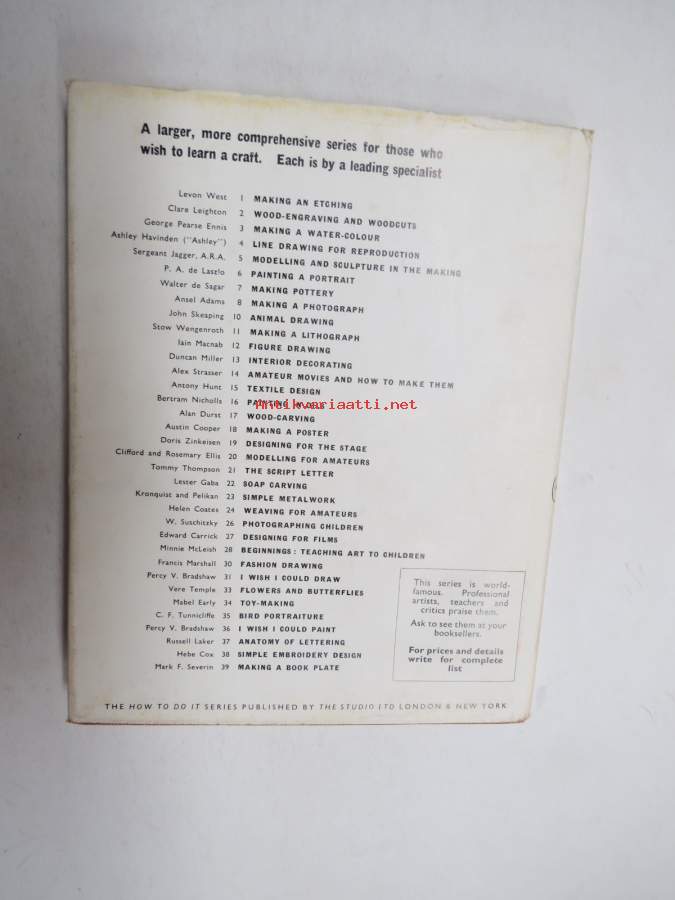 A larger, more comprehensive series for those who
wish to learn a craft. Each is by a leading specialist
Levon West 1 MAKING AN ETCHING
Clare Leighton 2 WOOD-ENGRAVING AND WOODCUTS
George Pearse Ennis 3 MAKING A WATER-COLOUR
Ashley Havinden ("Ashley") 4 LINE DRAWING FOR REPRODUCTION
Sergeant Jagger, A.R.A. 5 MODELLING AND SCULPTURE IN THE MAKING
P. A. de Laszlo 6 PAINTING A PORTRAIT
Walter de Sagar 7 MAKING POTTERY
Ansel Adams 8 MAKING A PHOTOGRAPH
John Skeaping 10 ANIMAL DRAWING
Stow Wengenroth 11 MAKING A LITHOGRAPH
Iain Macnab 12 FIGURE DRAWING
Duncan Miller 13 INTERIOR DECORATING
Alex Strasser 14 AMATEUR MOVIES AND HOW TO MAKE THEM
Antony Hunt 15 TEXTILE DESIGN
Bertram Nicholls 16 PAINTING
Antikvariaatti.net
Alan Durst 17 WOOD-CARVING
Austin Cooper 18 MAKING A POSTER
Doris Zinkeisen 19 DESIGNING FOR THE STAGE
Clifford and Rosemary Ellis 20 MODELLING FOR AMATEURS
Tommy Thompson 21 THE SCRIPT LETTER
Lester Gaba 22 SOAP CARVING
Kronquist and Pelikan 23 SIMPLE METALWORK
Helen Coates 24 WEAVING FOR AMATEURS
W. Suschitzky 26 PHOTOGRAPHING CHILDREN
Edward Carrick 27 DESIGNING FOR FILMS
Minnie McLeish 28 BEGINNINGS : TEACHING ART TO CHILDREN
Francis Marshall 30 FASHION DRAWING
Percy V. Bradshaw 31 I WISH I COULD DRAW
Vere Temple 33 FLOWERS AND BUTTERFLIES
Mabel Early 34 TOY-MAKING
C. F. Tunnicliffe 35 BIRD PORTRAITURE
Percy V. Bradshaw 36 I WISH I COULD PAINT
Russell Laker 37 ANATOMY OF LETTERING
Hebe Cox 38 SIMPLE EMBROIDERY DESIGN
Mark F. Severin 39 MAKING A BOOK PLATE
This series is world-
famous. Professional
artists, teachers and
critics praise them.
Ask to see them at your
booksellers.
For prices and details
write for complete
list
THE HOW TO DO IT SERIES PUBLISHED BY THE STUDIO LTD LONDON & NEW YORK